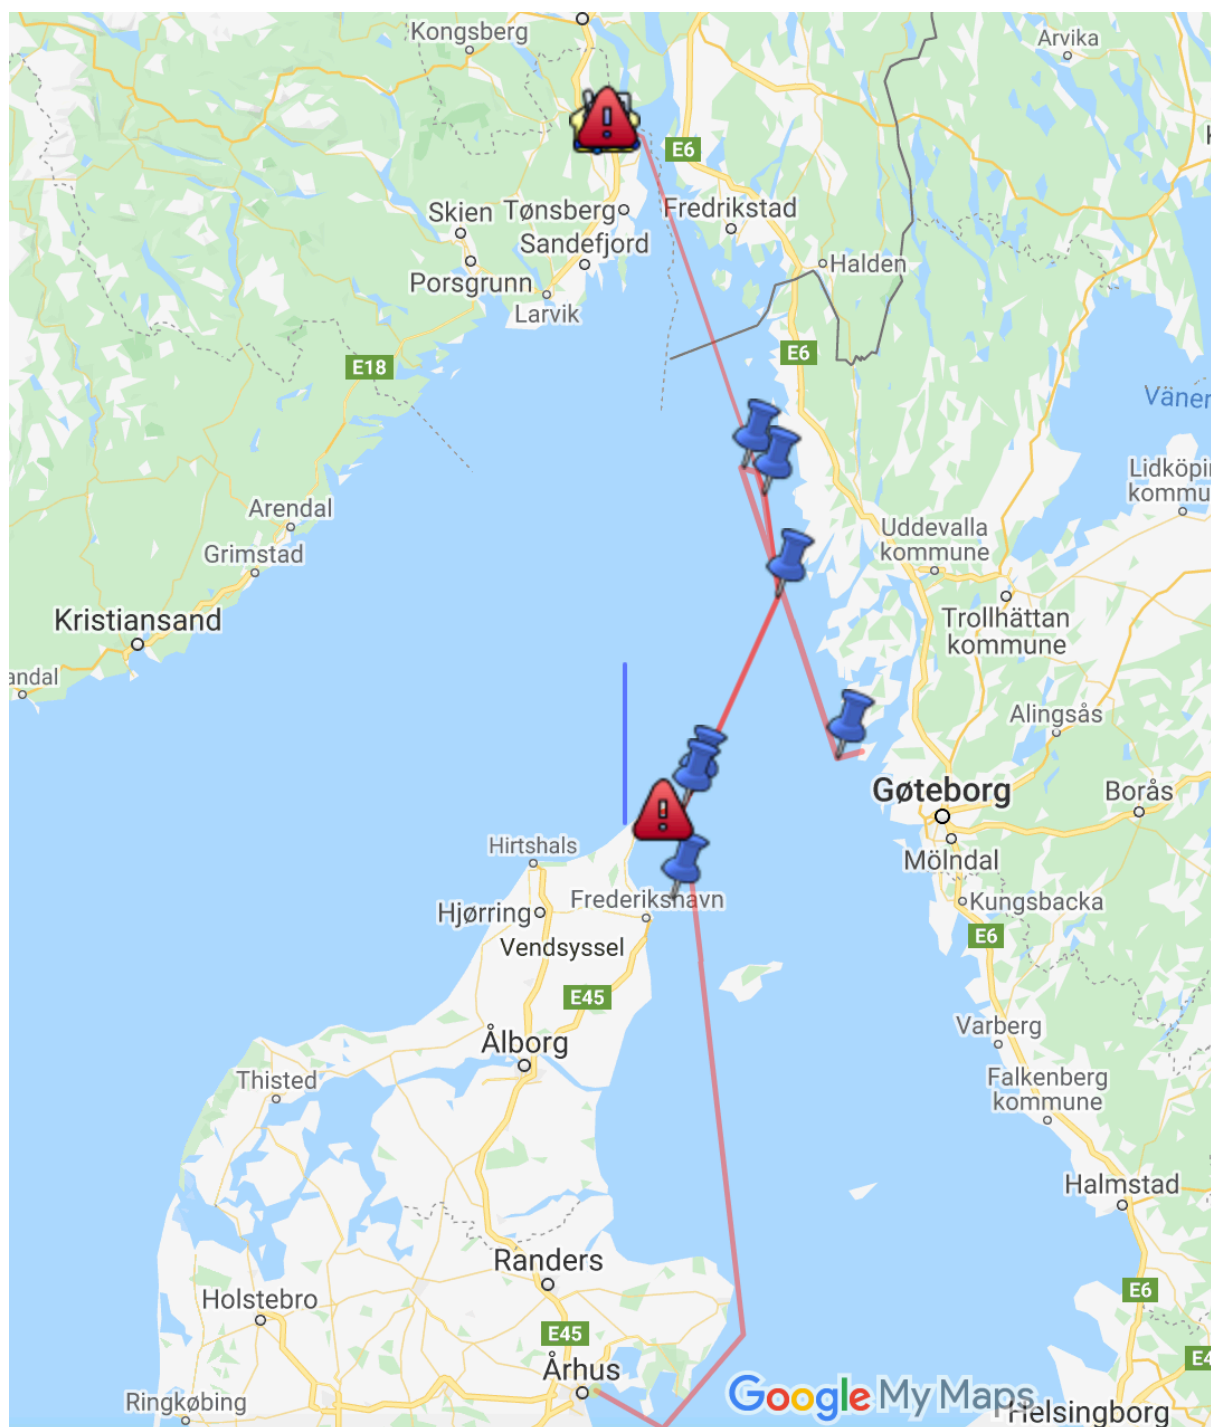 Kongsberg
Arvika
E6
Skien
Tønsberg
Fredrikstad
Sandefjord
Porsgrunn
Halden
Larvik
E6
E18
Väner
Lidköpin
kommu
Arendal
Uddevalla
kommune
Grimstad
Kristiansand
Trollhättan
kommune
andal
Alingsås
Gøteborg
Borås
Hirtshals
Mölndal
Frederikshavn
Kungsbacka
Hjørring
E6
Vendsyssel
E45
Varberg
Ålborg
Thisted
Falkenberg
kommune
Halmstad
Randers
E6
Holstebro
E45
E4
Århus
Google My Maps
Ringkøbing
Helsingborg